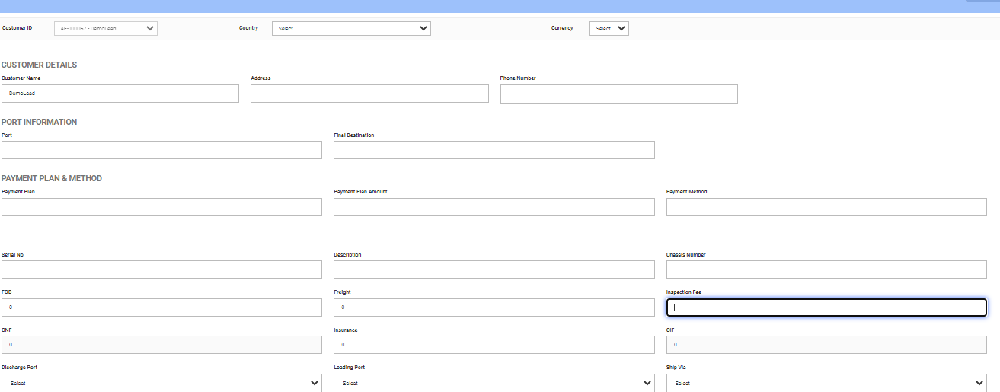 Customer ID AF-000057 - DemoLead Country Select Currency Select
CUSTOMER DETAILS
Customer Name Address Phone Number
DemoLead
PORT INFORMATION
Port Final Destination
PAYMENT PLAN & METHOD
Payment Plan Payment Plan Amount Payment Method
Serial No Description Chassis Number
FOB Freight Inspection Fee
0 0
CNF Insurance CIF
0 0 0
Discharge Port Loading Port Ship Via
Select Select Select